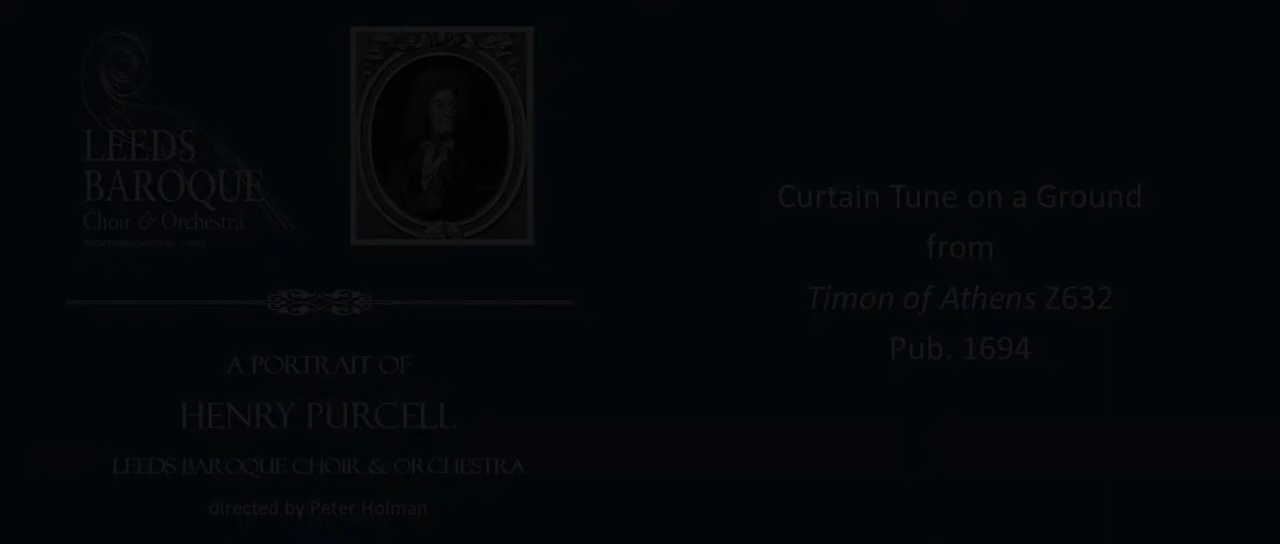 LEEDS
BAROQUE
Choir & Orchestra
A PORTRAIT OF
HENRY PURCELL
LEEDS BAROQUE CHOIR & ORCHESTRA
directed by Peter Holman
Curtain Tune on a Ground
from
Timon of Athens Z632
Pub. 1694